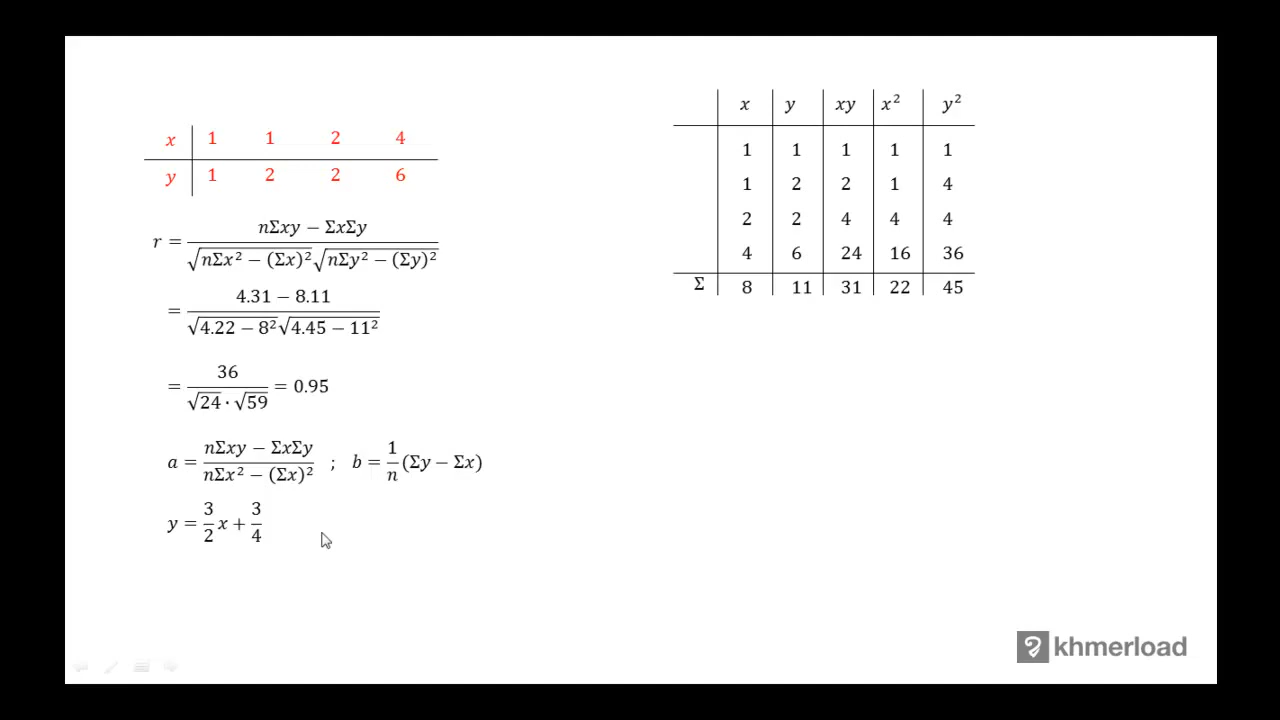 x 1 1 2 4
y 1 2 2 6
r = (nΣxy − ΣxΣy) / (√(nΣx² − (Σx)²) √(nΣy² − (Σy)²))
= (4.31 − 8.11) / (√(4.22 − 8²) √(4.45 − 11²))
= 36 / (√24 · √59) = 0.95
a = (nΣxy − ΣxΣy) / (nΣx² − (Σx)²) ; b = 1/n (Σy − Σx)
y = 3/2 x + 3/4
x y xy x² y²
1 1 1 1 1
1 2 2 1 4
2 2 4 4 4
4 6 24 16 36
Σ 8 11 31 22 45
khmerload